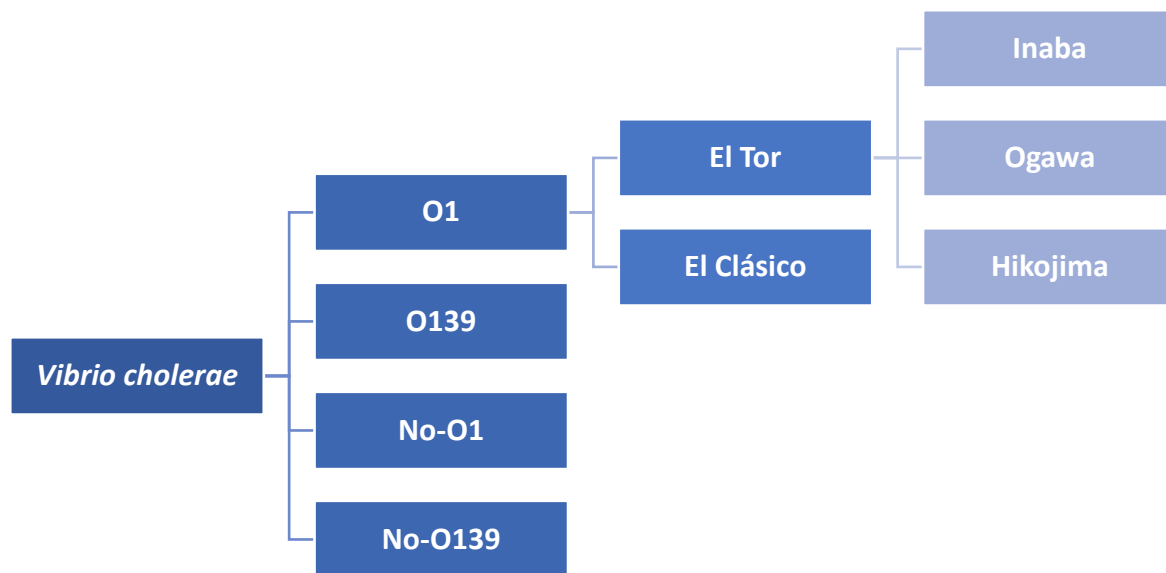 Vibrio cholerae
O1
O139
No-O1
No-O139
El Tor
El Clásico
Inaba
Ogawa
Hikojima